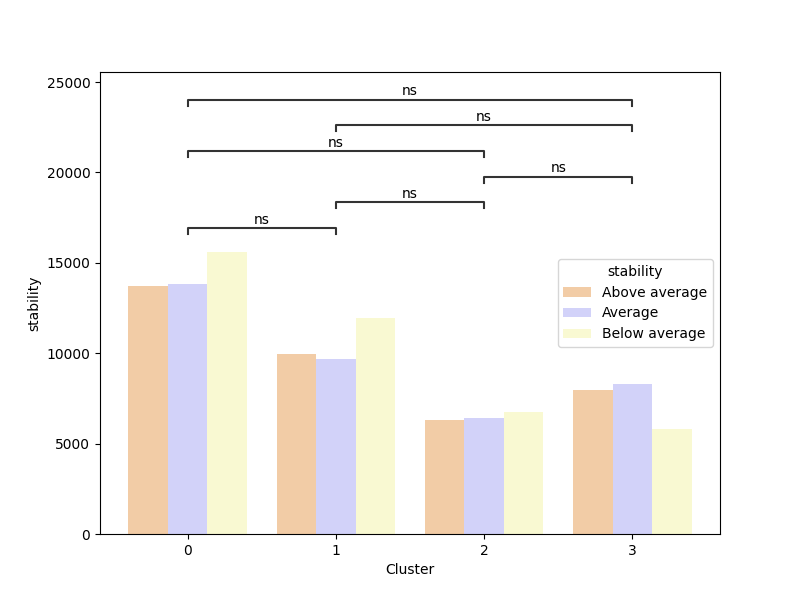 25000
20000
15000
10000
5000
0
stability
ns
ns
ns
ns
ns
ns
stability
Above average
Average
Below average
0 1 2 3
Cluster